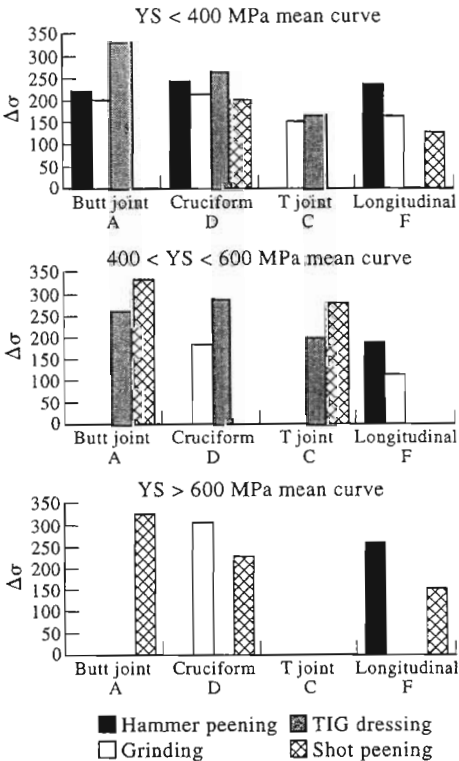 YS < 400 MPa mean curve
350
300
250
200
150
100
50
0
Δσ
Butt joint Cruciform T joint Longitudinal
A D C F
400 < YS < 600 MPa mean curve
350
300
250
200
150
100
50
0
Δσ
Butt joint Cruciform T joint Longitudinal
A D C F
YS > 600 MPa mean curve
350
300
250
200
150
100
50
0
Δσ
Butt joint Cruciform T joint Longitudinal
A D C F
Hammer peening TIG dressing
Grinding Shot peening